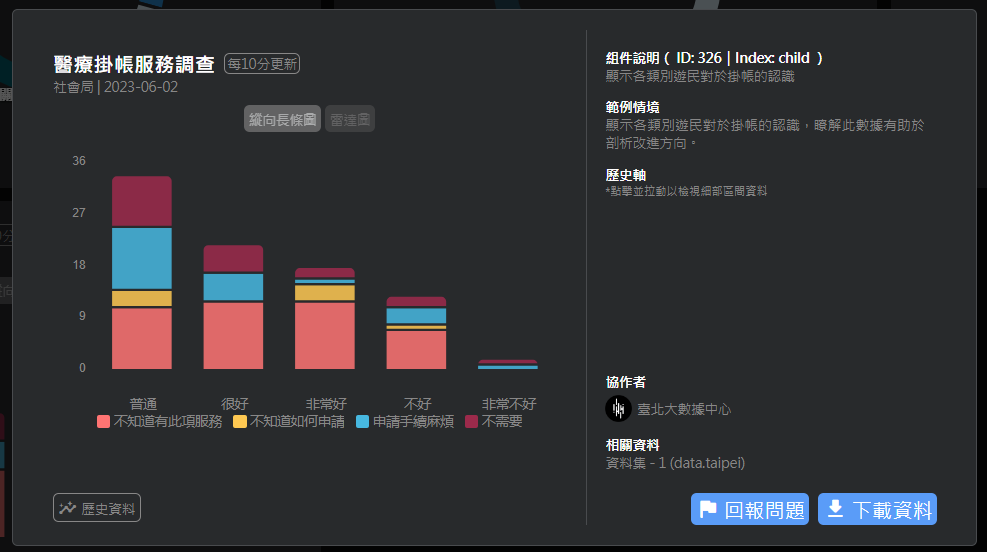 醫療掛帳服務調查 每10分更新
社會局 | 2023-06-02
縱向長條圖 雷達圖
36
27
18
9
0
普通 很好 非常好 不好 非常不好
不知道有此項服務 不知道如何申請 申請手續麻煩 不需要
歷史資料
組件說明 ( ID: 326 | Index: child )
顯示各類別遊民對於掛帳的認識
範例情境
顯示各類別遊民對於掛帳的認識，瞭解此數據有助於
剖析改進方向。
歷史軸
*點擊並拉動以檢視細部區間資料
協作者
臺北大數據中心
相關資料
資料集 - 1 (data.taipei)
回報問題 下載資料